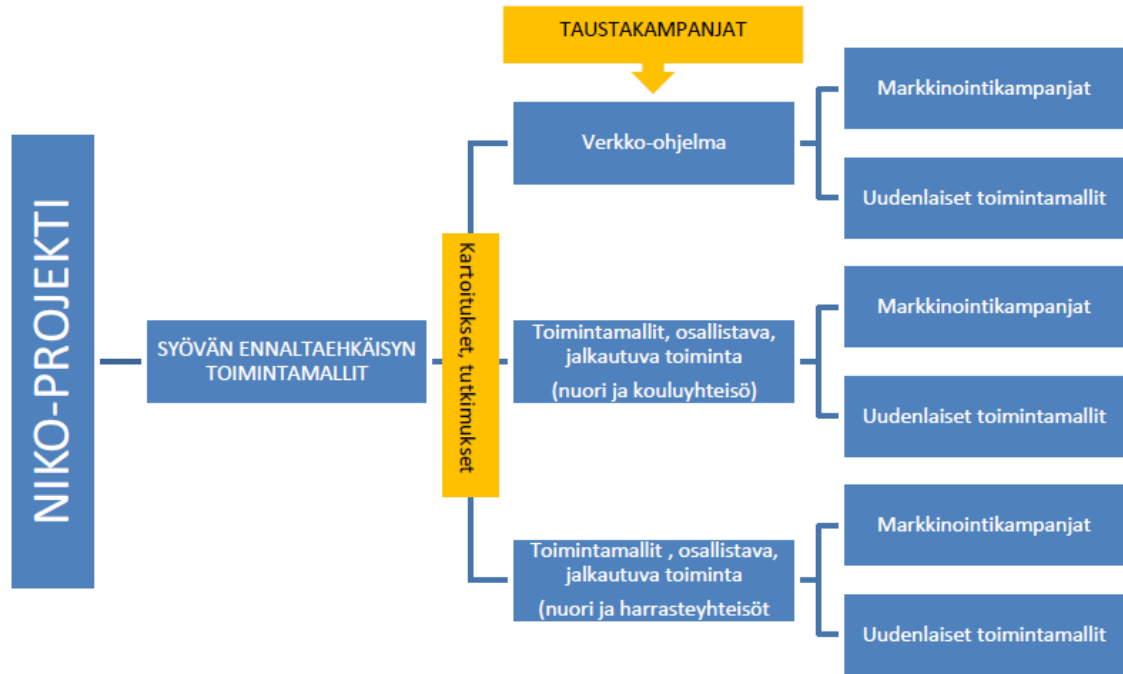 NIKO-PROJEKTI
SYÖVÄN ENNALTAEHKÄISYN
TOIMINTAMALLIT
Kartoitukset, tutkimukset
TAUSTAKAMPANJAT
Verkko-ohjelma
Markkinointikampanjat
Uudenlaiset toimintamallit
Toimintamallit, osallistava,
jalkautuva toiminta
(nuori ja kouluyhteisö)
Markkinointikampanjat
Uudenlaiset toimintamallit
Toimintamallit , osallistava,
jalkautuva toiminta
(nuori ja harrasteyhteisöt
Markkinointikampanjat
Uudenlaiset toimintamallit